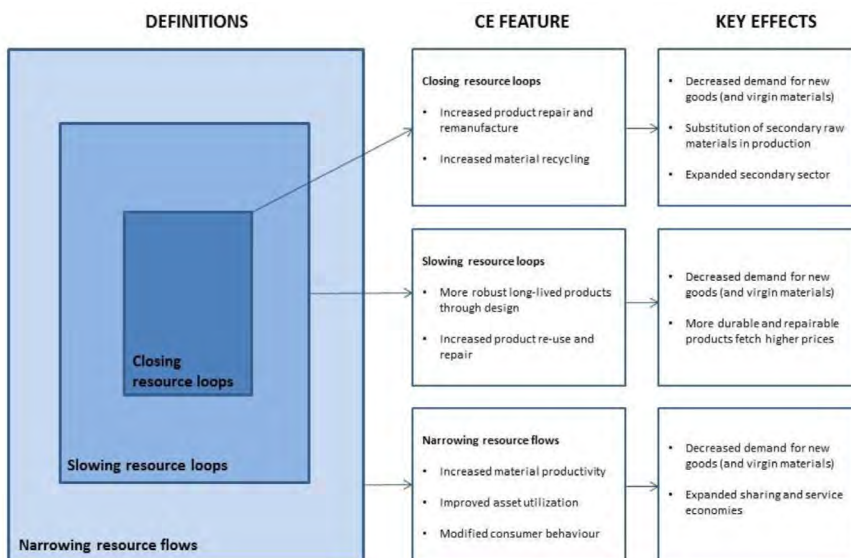 DEFINITIONS
CE FEATURE
KEY EFFECTS
Closing
resource loops
Slowing resource loops
Narrowing resource flows
Closing resource loops
• Increased product repair and
remanufacture
• Increased material recycling
• Decreased demand for new
goods (and virgin materials)
• Substitution of secondary raw
materials in production
• Expanded secondary sector
Slowing resource loops
• More robust long-lived products
through design
• Increased product re-use and
repair
• Decreased demand for new
goods (and virgin materials)
• More durable and repairable
products fetch higher prices
Narrowing resource flows
• Increased material productivity
• Improved asset utilization
• Modified consumer behaviour
• Decreased demand for new
goods (and virgin materials)
• Expanded sharing and service
economies